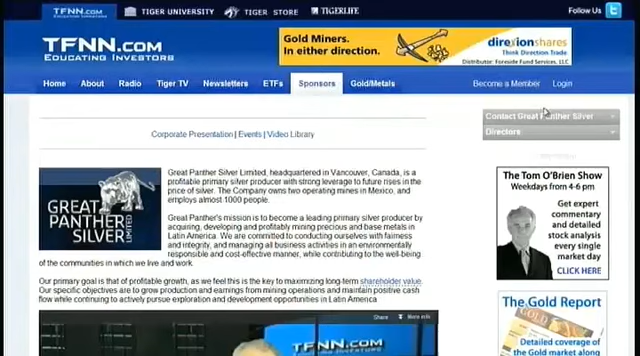 TFNN.COM
EDUCATING INVESTORS
TIGER UNIVERSITY
TIGER STORE
TIGERLIFE
Follow Us
TFNN.COM
EDUCATING INVESTORS
Gold Miners.
In either direction.
direxionshares
Think Direxion Trade
Distributor: Foreside Fund Services, LLC
Home
About
Radio
Tiger TV
Newsletters
ETFs
Sponsors
Gold/Metals
Become a Member
Login
Contact Great Panther Silver
Directors
Corporate Presentation | Events | Video Library
GREAT
PANTHER
SILVER
LIMITED
Great Panther Silver Limited, headquartered in Vancouver, Canada, is a
profitable primary silver producer with strong leverage to future rises in the
price of silver. The Company owns two operating mines in Mexico, and
employs almost 1000 people.
Great Panther's mission is to become a leading primary silver producer by
acquiring, developing and profitably mining precious and base metals in
Latin America. We are committed to conducting ourselves with fairness
and integrity, and managing all business activities in an environmentally
responsible and cost-effective manner, while contributing to the well-being
of the communities in which we live and work.
Our primary goal is that of profitable growth, as we feel this is the key to maximizing long-term shareholder value.
Our specific objectives are to grow production and earnings from mining operations and maintain positive cash
flow while continuing to actively pursue exploration and development opportunities in Latin America
Share
More info
TFNN.COM
EDUCATING INVESTORS
The Tom O'Brien Show
Weekdays from 4-6 pm
Get expert
commentary
and detailed
stock analysis
every single
market day
CLICK HERE
The Gold Report
Detailed coverage of
the Gold market along